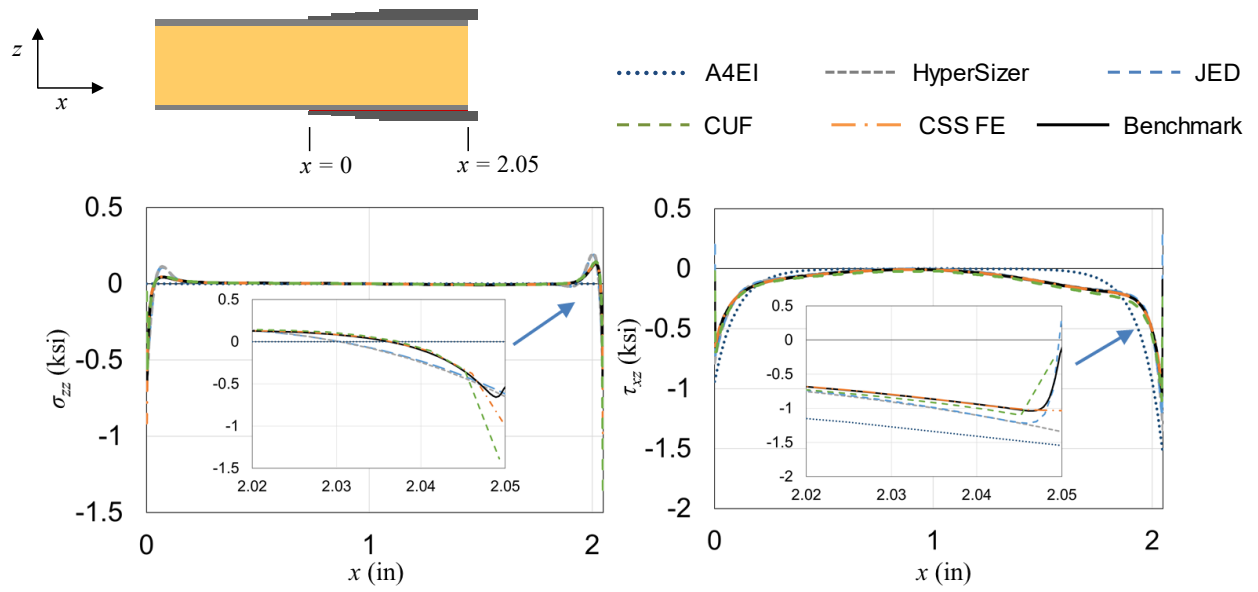 z
x
x = 0
x = 2.05
A4EI
HyperSizer
JED
CUF
CSS FE
Benchmark
0.5
0
-0.5
-1
-1.5
σzz (ksi)
0
1
2
x (in)
0.5
0
-0.5
-1
-1.5
2.02
2.03
2.04
2.05
0.5
0
-0.5
-1
-1.5
-2
τxz (ksi)
0
1
2
x (in)
0.5
0
-0.5
-1
-1.5
-2
2.02
2.03
2.04
2.05